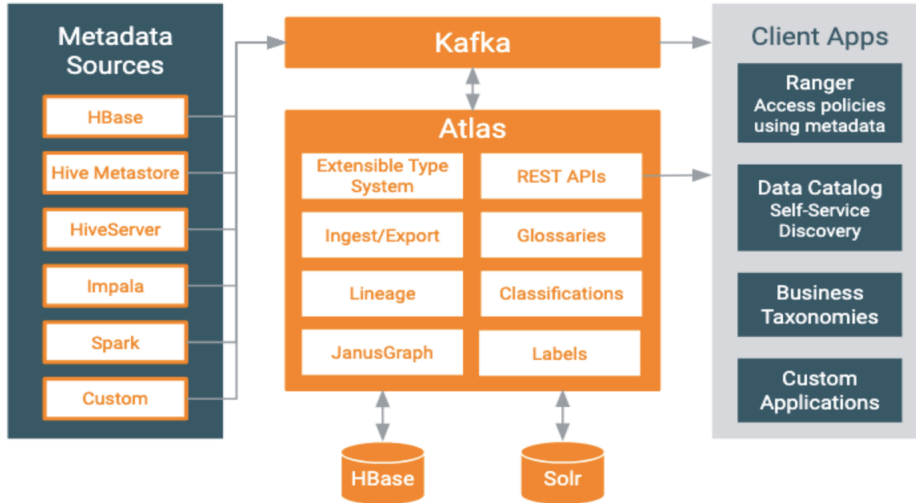 Metadata
Sources
HBase
Hive Metastore
HiveServer
Impala
Spark
Custom
Kafka
Atlas
Extensible Type
System
REST APIs
Ingest/Export
Glossaries
Lineage
Classifications
JanusGraph
Labels
HBase
Solr
Client Apps
Ranger
Access policies
using metadata
Data Catalog
Self-Service
Discovery
Business
Taxonomies
Custom
Applications